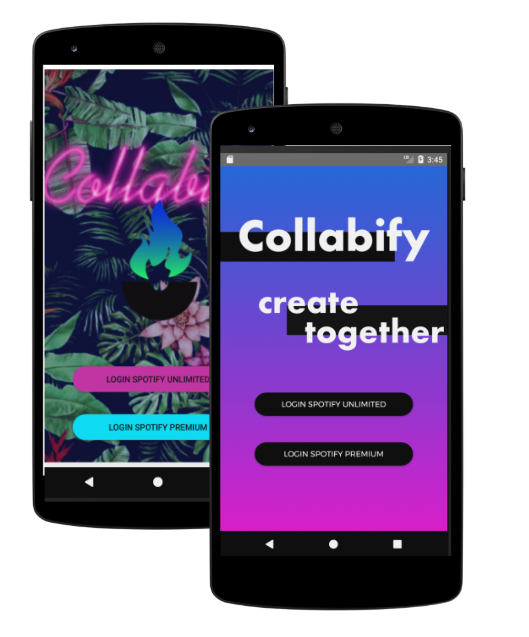 Collabi
LOGIN SPOTIFY UNLIMITED
LOGIN SPOTIFY PREMIUM
3:45
Collabify
create
together
LOGIN SPOTIFY UNLIMITED
LOGIN SPOTIFY PREMIUM